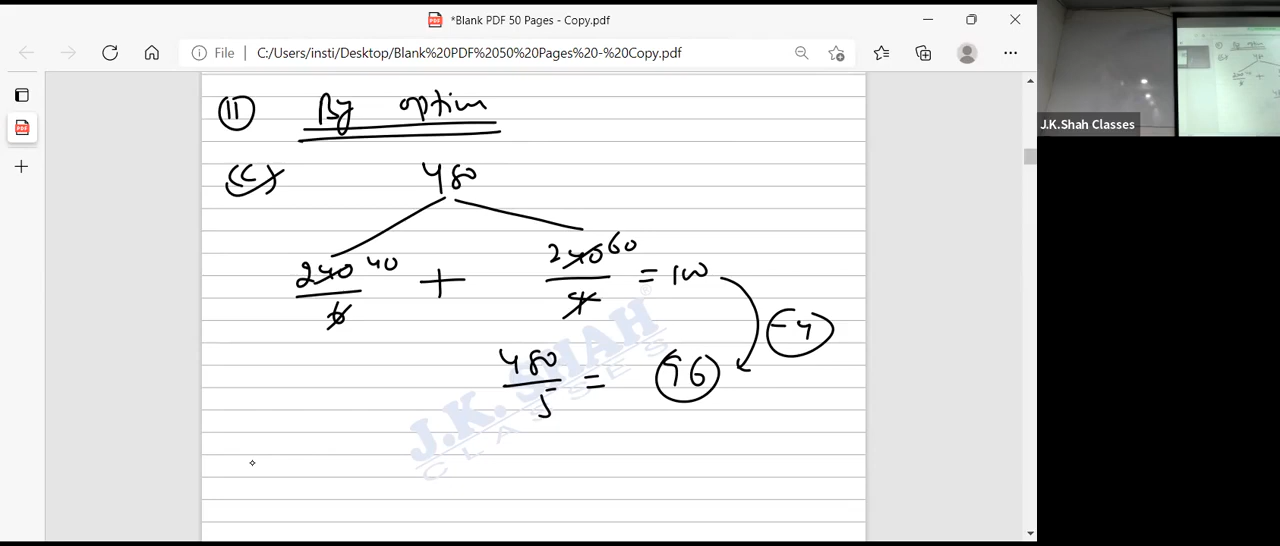 *Blank PDF 50 Pages - Copy.pdf
File C:/Users/insti/Desktop/Blank%20PDF%2050%20Pages%20-%20Copy.pdf
J.K.Shah Classes
11 By option
(c) 480
240/6 40 + 240/4 60 = 100
-4
480/5 = 96
J.K. SHAH
CLASSES